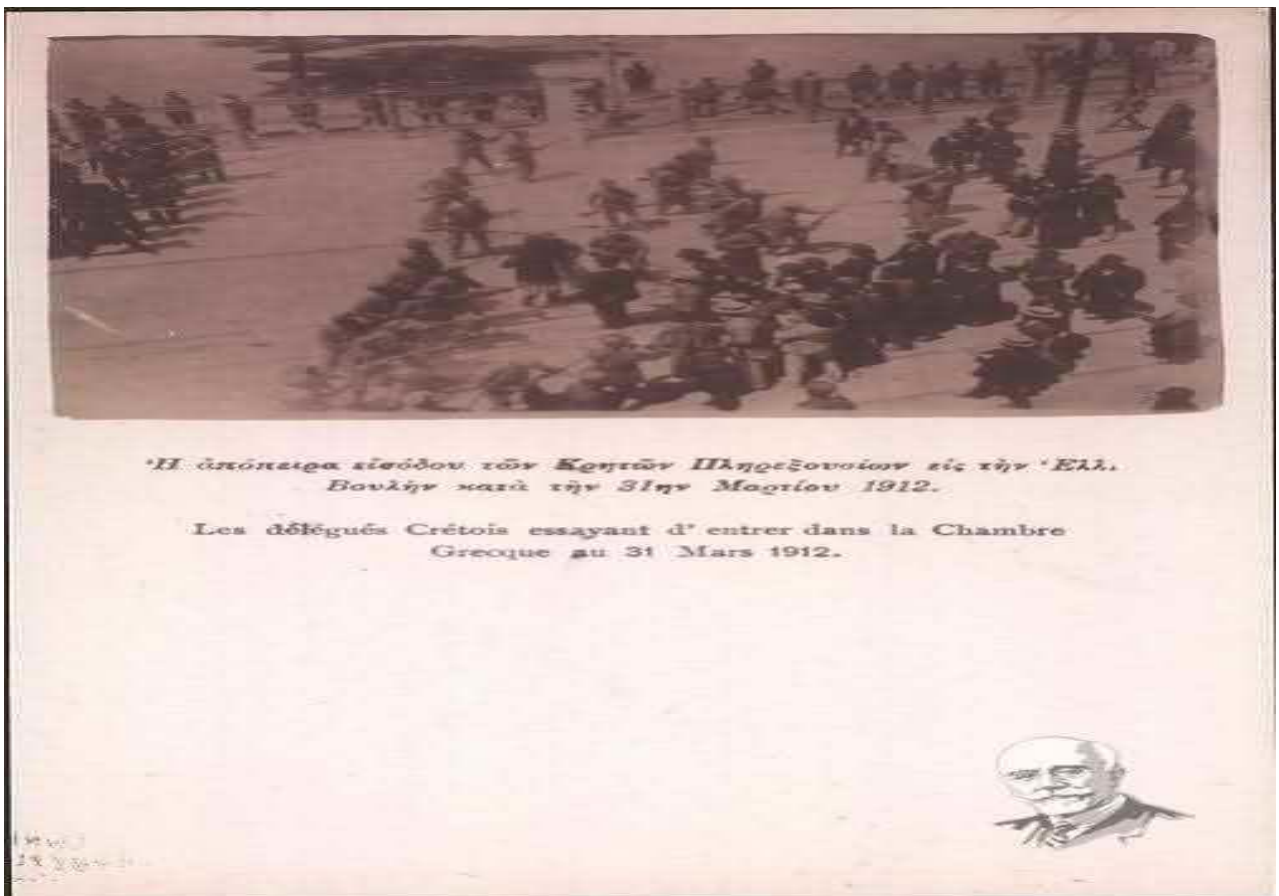 Ἡ ἀπόπειρα εἰσόδου τῶν Κρητῶν Πληρεξουσίων εἰς τὴν Ἑλλ.
Βουλὴν κατὰ τὴν 31ην Μαρτίου 1912.
Les délégués Crétois essayant d' entrer dans la Chambre
Grecque au 31 Mars 1912.